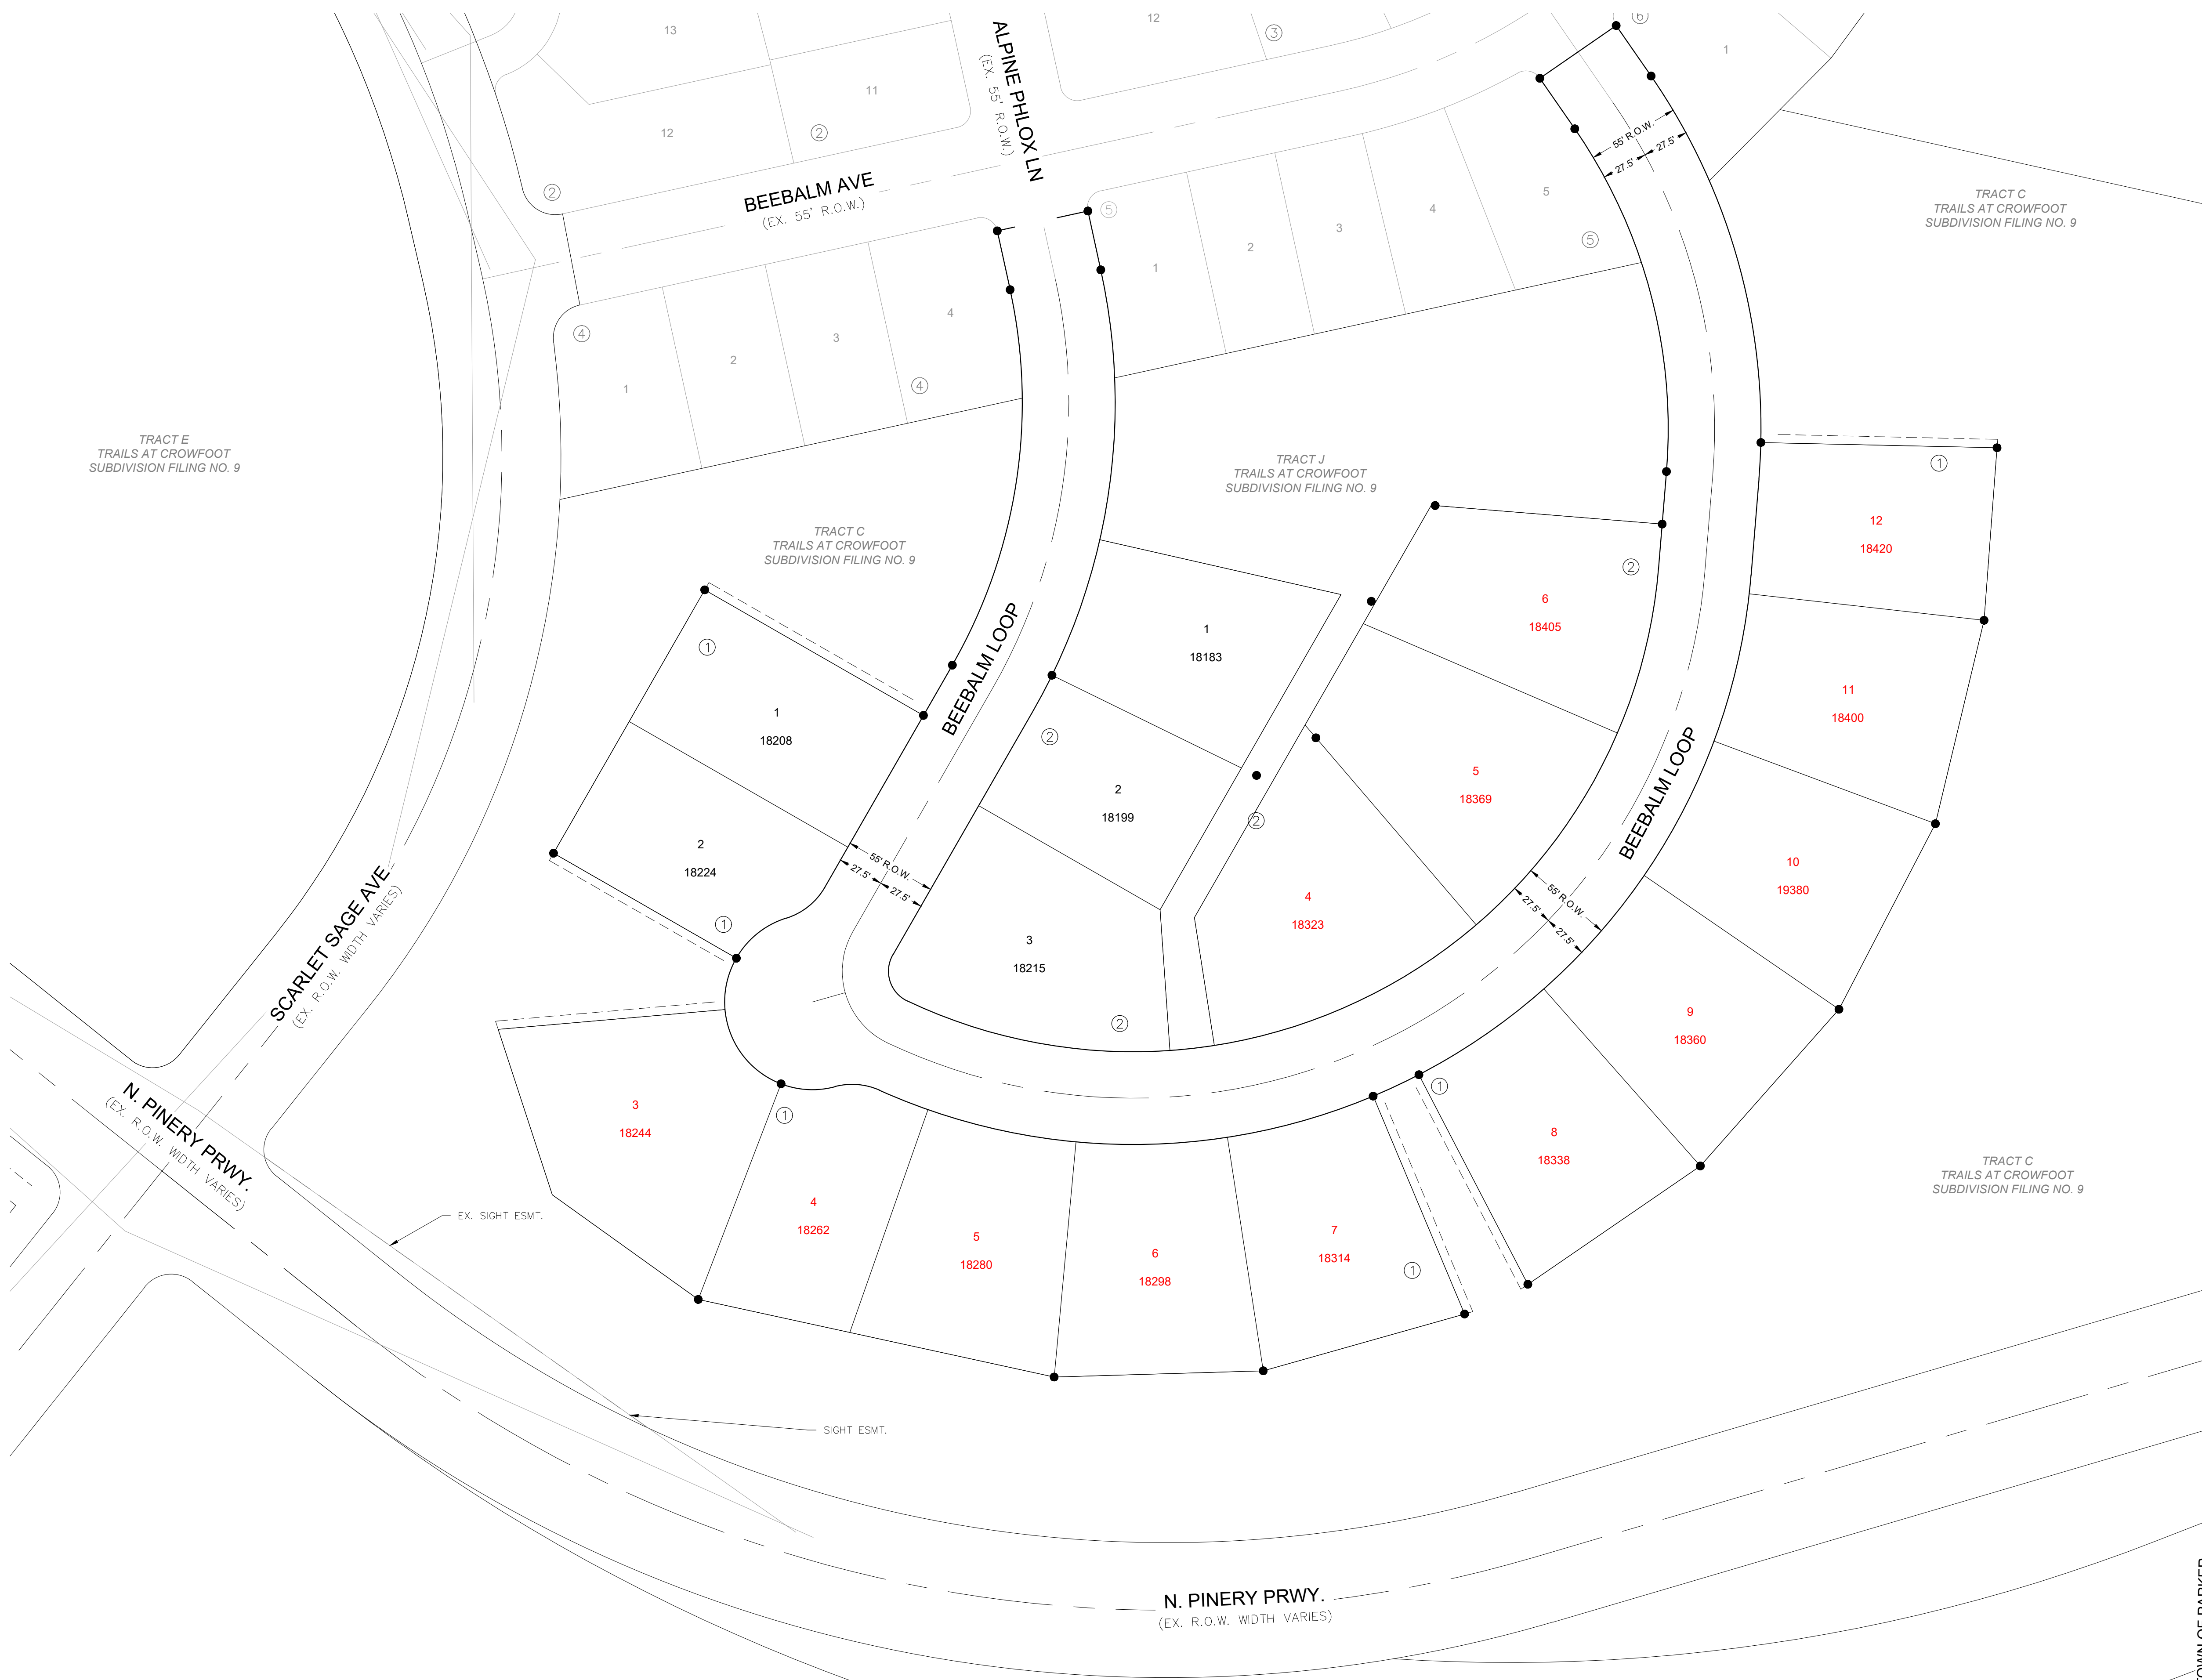 13
12
③
⑥
1
ALPINE PHLOX LN
(EX. 55' R.O.W.)
11
12
②
②
BEEBALM AVE
(EX. 55' R.O.W.)
⑤
55' R.O.W.
27.5'
27.5'
TRACT C
TRAILS AT CROWFOOT
SUBDIVISION FILING NO. 9
1
2
3
4
5
⑤
④
1
2
3
4
④
TRACT E
TRAILS AT CROWFOOT
SUBDIVISION FILING NO. 9
TRACT J
TRAILS AT CROWFOOT
SUBDIVISION FILING NO. 9
TRACT C
TRAILS AT CROWFOOT
SUBDIVISION FILING NO. 9
①
12
18420
②
6
18405
1
18183
①
1
18208
BEEBALM LOOP
②
11
18400
5
18369
BEEBALM LOOP
2
18199
②
2
18224
①
55' R.O.W.
27.5'
27.5'
10
19380
4
18323
55' R.O.W.
27.5'
27.5'
3
18215
②
SCARLET SAGE AVE
(EX. R.O.W. WIDTH VARIES)
9
18360
N. PINERY PRWY.
(EX. R.O.W. WIDTH VARIES)
3
18244
①
①
8
18338
TRACT C
TRAILS AT CROWFOOT
SUBDIVISION FILING NO. 9
4
18262
5
18280
6
18298
7
18314
①
EX. SIGHT ESMT.
SIGHT ESMT.
N. PINERY PRWY.
(EX. R.O.W. WIDTH VARIES)
OF PARKER